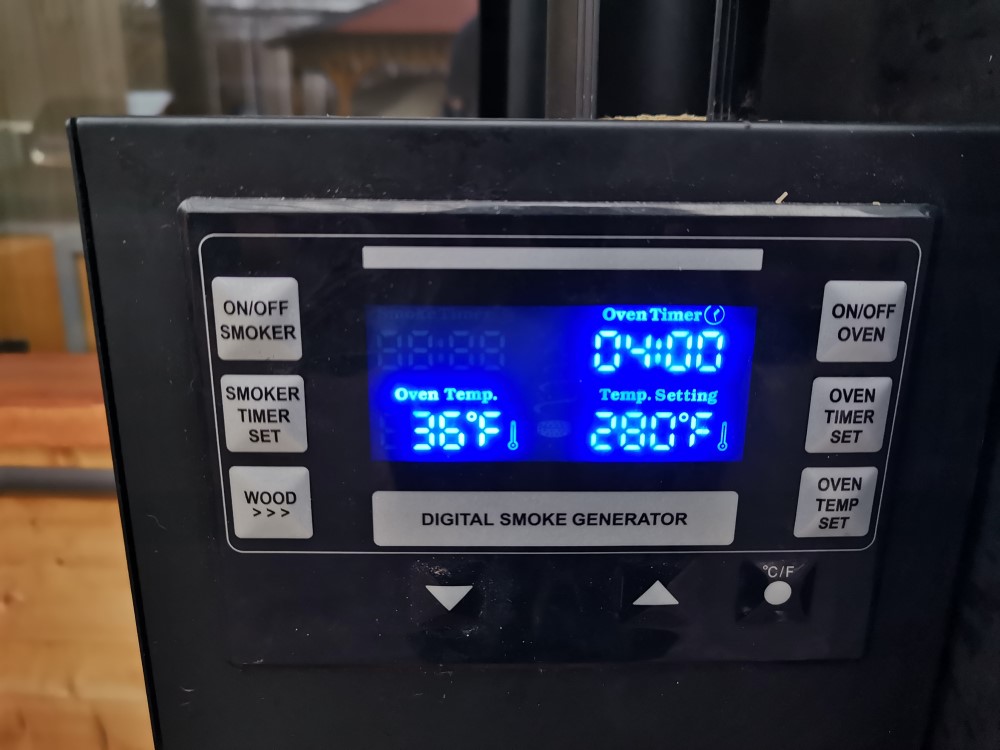 ON/OFF
SMOKER
SMOKER
TIMER
SET
WOOD
>>>
Oven Timer
04:00
Oven Temp.
36°F
Temp. Setting
280°F
DIGITAL SMOKE GENERATOR
ON/OFF
OVEN
OVEN
TIMER
SET
OVEN
TEMP
SET
°C/F